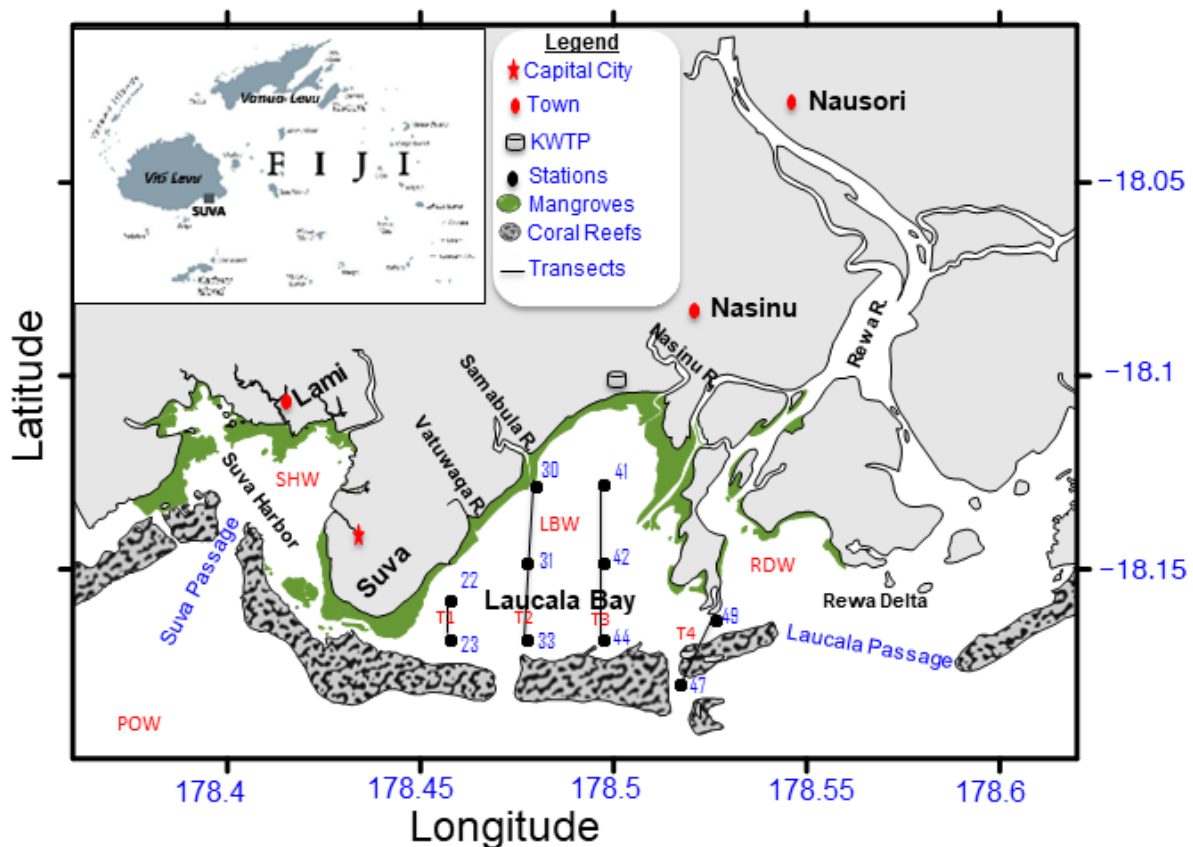 Legend
Capital City
Town
KWTP
Stations
Mangroves
Coral Reefs
Transects
Vanua-Levu
FIJI
Viti Levu
SUVA
Kadavu
Island
Nausori
Nasinu
Lami
Suva
Suva Harbor
SHW
Suva Passage
POW
Vatuwaqa R.
Samabula R.
Nasinu R.
Rewa R.
30
41
LBW
31
42
22
Laucala Bay
T1
T2
T3
T4
23
33
44
49
47
RDW
Rewa Delta
Laucala Passage
−18.05
−18.1
−18.15
Latitude
178.4
178.45
178.5
178.55
178.6
Longitude